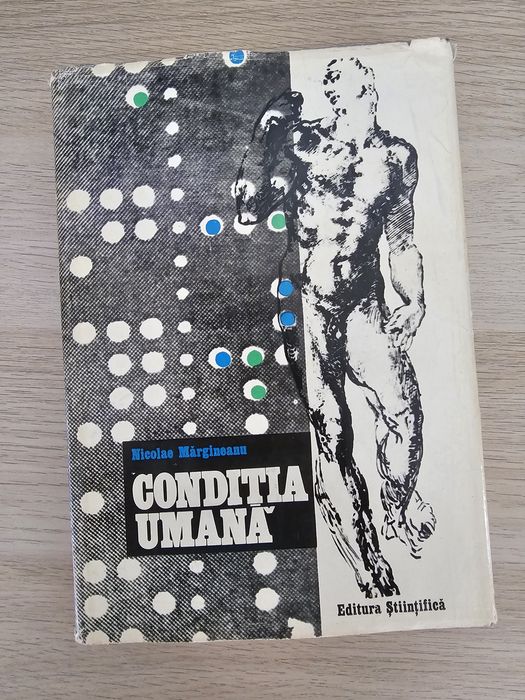 Nicolae Mărgineanu
CONDIȚIA
UMANĂ
Editura Științifică